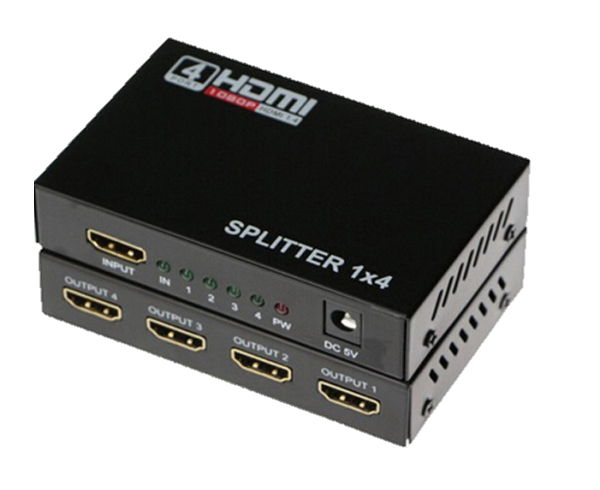 4 HDMI
PORT 1080P HDMI 1.4
SPLITTER 1x4
INPUT IN 1 2 3 4 PW DC 5V
OUTPUT 4 OUTPUT 3 OUTPUT 2 OUTPUT 1